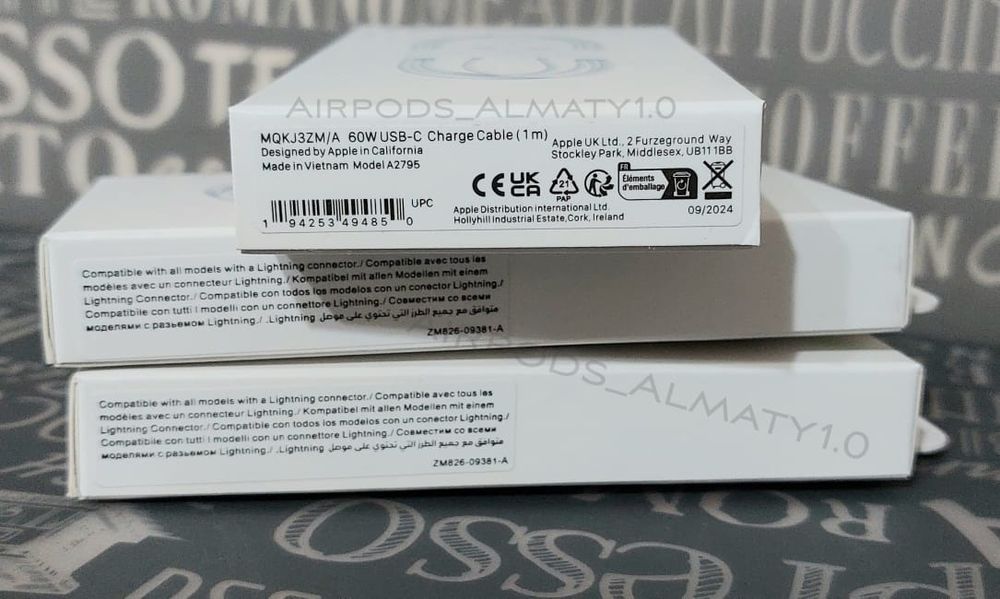 AIRPODS_ALMATY1.0
MQKJ3ZM/A 60W USB-C Charge Cable (1 m)
Designed by Apple in California
Made in Vietnam Model A2795
Apple UK Ltd., 2 Furzeground Way
Stockley Park, Middlesex, UB11 1BB
CE UK CA 21 PAP
FR
Éléments
d'emballage
1 94253 49485 0 UPC
Apple Distribution international Ltd.
Hollyhill Industrial Estate, Cork, Ireland
09/2024
Compatible with all models with a Lightning connector./ Compatible avec tous les
modèles avec un connecteur Lightning./ Kompatibel mit allen Modellen mit einem
Lightning Connector./ Compatible con todos los modelos con un conector Lightning./
Compatibile con tutti i modelli con un connettore Lightning./ Совместим со всеми
моделями с разъемом Lightning./ .Lightning متوافق مع جميع الطرز التي تحتوي على موصل
ZM826-09381-A
AIRPODS_ALMATY1.0
Compatible with all models with a Lightning connector./ Compatible avec tous les
modèles avec un connecteur Lightning./ Kompatibel mit allen Modellen mit einem
Lightning Connector./ Compatible con todos los modelos con un conector Lightning./
Compatibile con tutti i modelli con un connettore Lightning./ Совместим со всеми
моделями с разъемом Lightning./ .Lightning متوافق مع جميع الطرز التي تحتوي على موصل
ZM826-09381-A